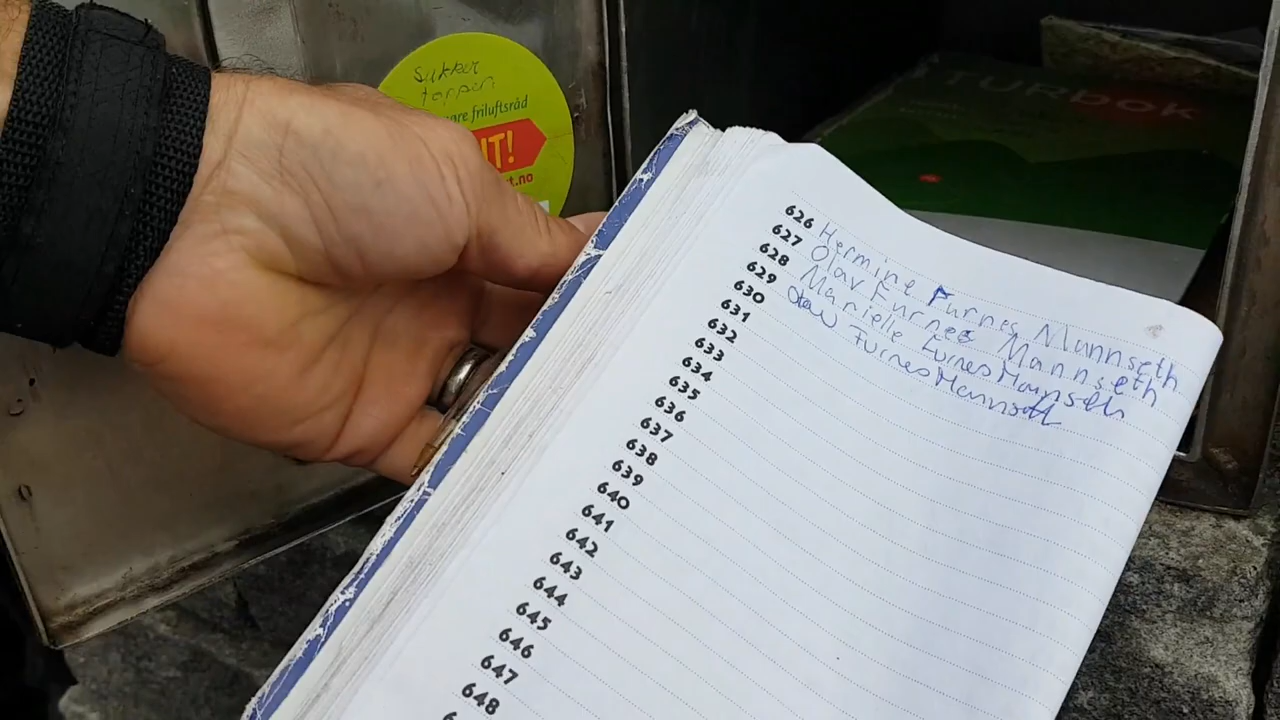 Sukker
toppen
friluftsråd
UT!
t.no
TURBOK
626 Hermine Furnes Mannseth
627 Olav Furnes Mannseth
628 Marielle Furnes Mannseth
629 Furnes Mannseth
630
631
632
633
634
635
636
637
638
639
640
641
642
643
644
645
646
647
648